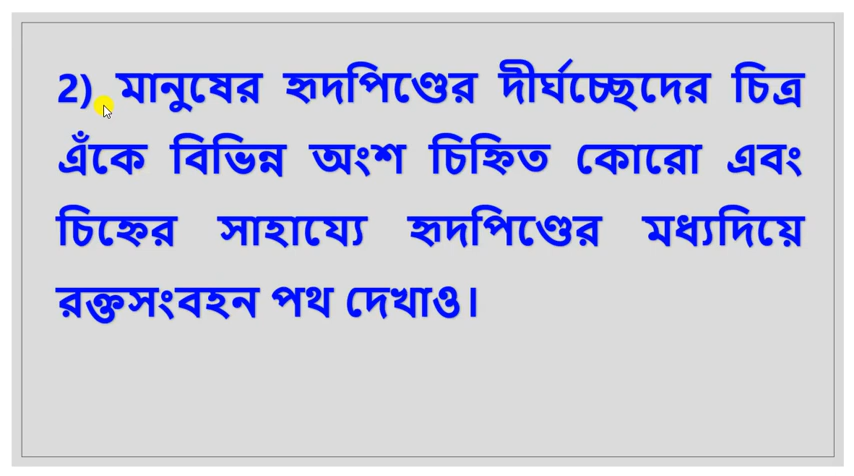 2) মানুষের হৃদপিণ্ডের দীর্ঘচ্ছেদের চিত্র
এঁকে বিভিন্ন অংশ চিহ্নিত কোরো এবং
চিহ্নের সাহায্যে হৃদপিণ্ডের মধ্যদিয়ে
রক্তসংবহন পথ দেখাও।